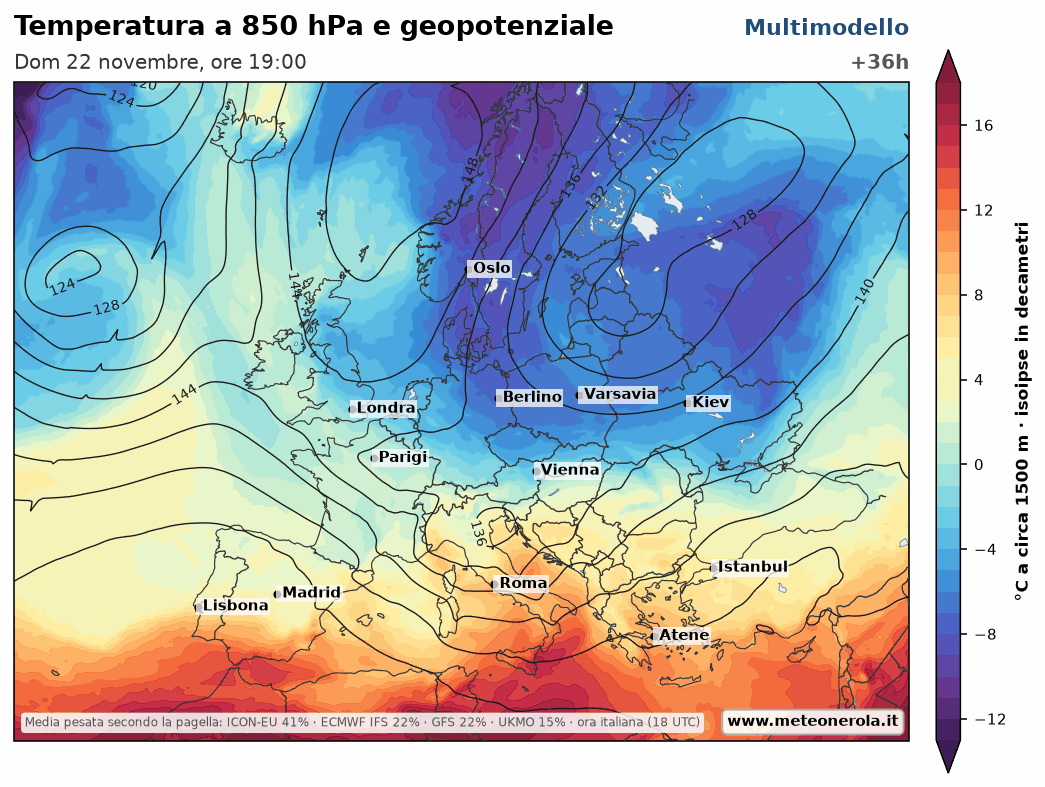 Temperatura a 850 hPa e geopotenziale
Multimodello
Dom 22 novembre, ore 19:00
+36h
120
124
148
136
132
128
124
128
144
140
144
136
Oslo
Londra
Berlino
Varsavia
Kiev
Parigi
Vienna
Roma
Istanbul
Madrid
Lisbona
Atene
16
12
8
4
0
−4
−8
−12
°C a circa 1500 m · isoipse in decametri
Media pesata secondo la pagella: ICON-EU 41% · ECMWF IFS 22% · GFS 22% · UKMO 15% · ora italiana (18 UTC)
www.meteonerola.it